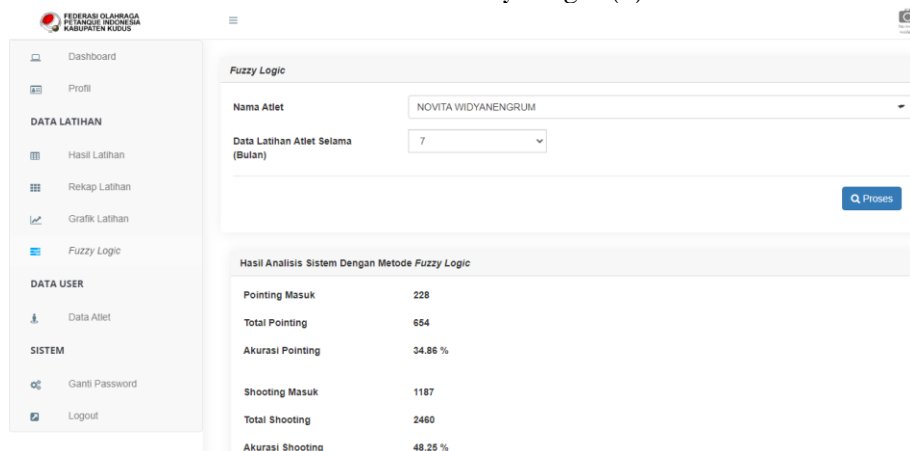 FEDERASI OLAHRAGA
PETANQUE INDONESIA
KABUPATEN KUDUS
Dashboard
Profil
DATA LATIHAN
Hasil Latihan
Rekap Latihan
Grafik Latihan
Fuzzy Logic
DATA USER
Data Atlet
SISTEM
Ganti Password
Logout
Fuzzy Logic
Nama Atlet
NOVITA WIDYANENGRUM
Data Latihan Atlet Selama
(Bulan)
7
Proses
Hasil Analisis Sistem Dengan Metode Fuzzy Logic
Pointing Masuk 228
Total Pointing 654
Akurasi Pointing 34.86 %
Shooting Masuk 1187
Total Shooting 2460
Akurasi Shooting 48.25 %